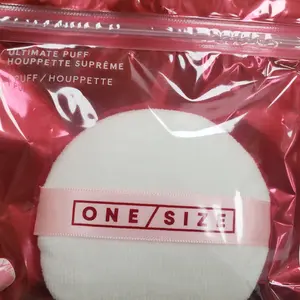 ULTIMATE PUFF
HOUPPETTE SUPRÊME
PUFF / HOUPPETTE
ONE/SIZE